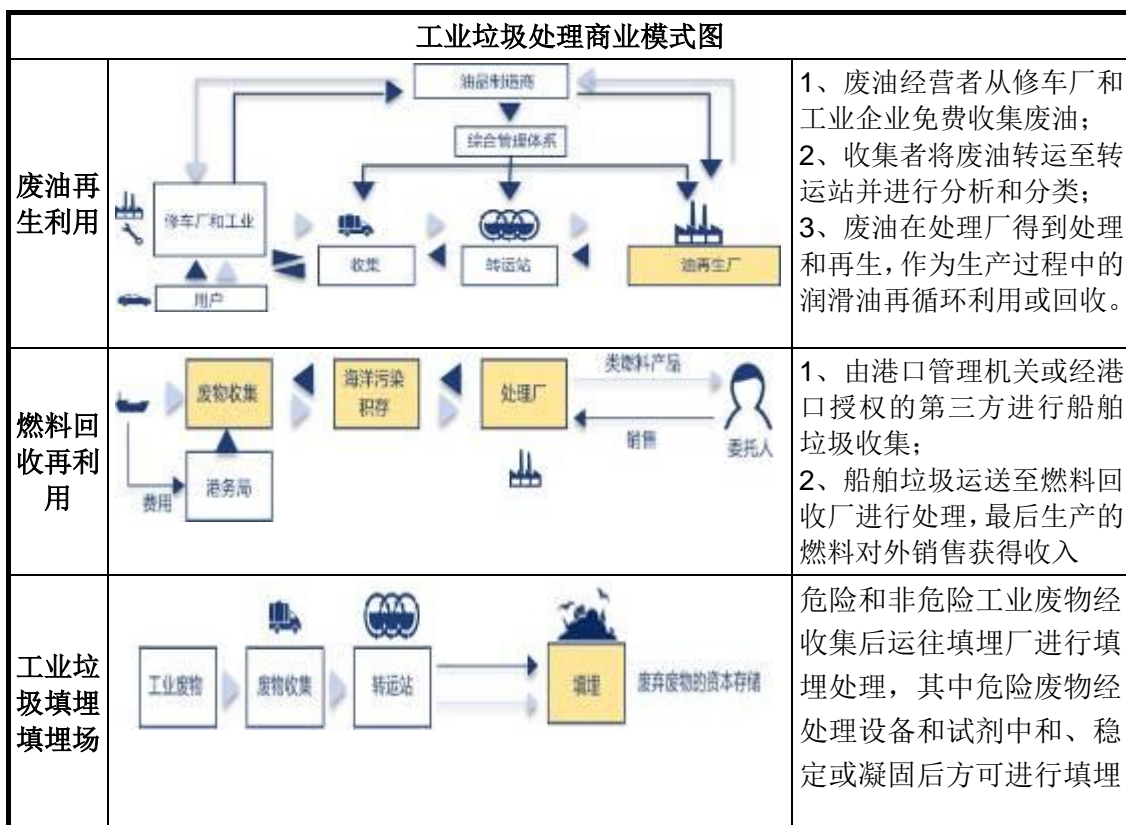 工业垃圾处理商业模式图
废油再
生利用
油品制造商
综合管理体系
修车厂和工业
收集
转运站
油再生厂
用户
1、废油经营者从修车厂和
工业企业免费收集废油；
2、收集者将废油转运至转
运站并进行分析和分类；
3、废油在处理厂得到处理
和再生，作为生产过程中的
润滑油再循环利用或回收。
燃料回
收再利
用
废物收集
海洋污染
积存
处理厂
类燃料产品
销售
委托人
费用
港务局
1、由港口管理机关或经港
口授权的第三方进行船舶
垃圾收集；
2、船舶垃圾运送至燃料回
收厂进行处理，最后生产的
燃料对外销售获得收入
工业垃
圾填埋
填埋场
工业废物
废物收集
转运站
填埋
废弃废物的资本存储
危险和非危险工业废物经
收集后运往填埋厂进行填
埋处理，其中危险废物经
处理设备和试剂中和、稳
定或凝固后方可进行填埋